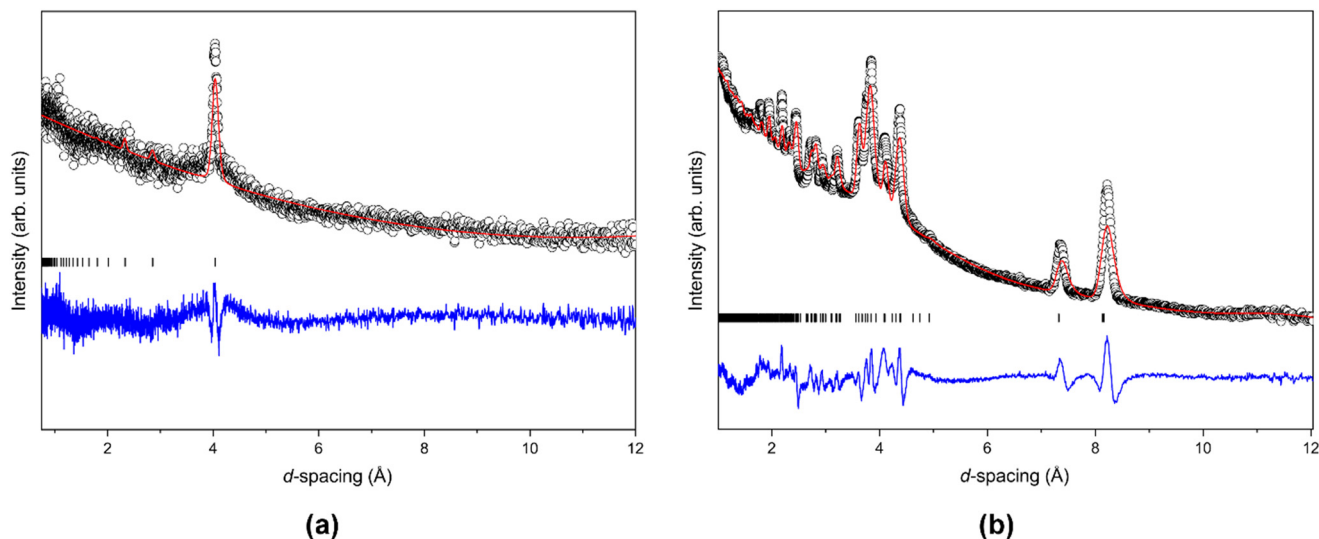 (a)
Intensity (arb. units)
2 4 6 8 10 12
d-spacing (Å)
(a)
(b)
Intensity (arb. units)
2 4 6 8 10 12
d-spacing (Å)
(b)